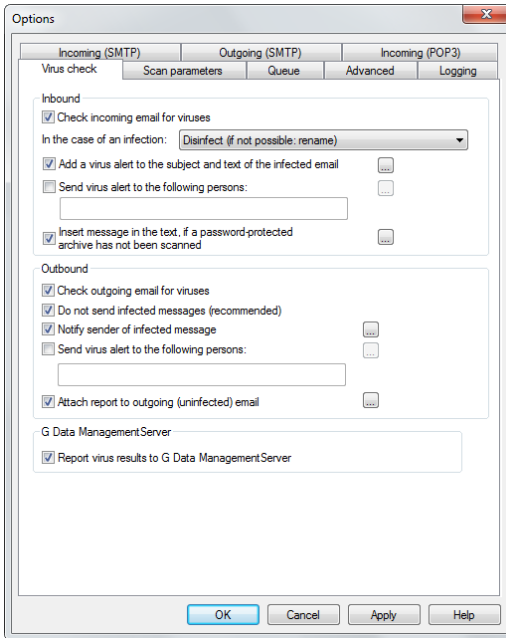 Options
Incoming (SMTP) Outgoing (SMTP) Incoming (POP3)
Virus check Scan parameters Queue Advanced Logging
Inbound
Check incoming email for viruses
In the case of an infection: Disinfect (if not possible: rename)
Add a virus alert to the subject and text of the infected email ...
Send virus alert to the following persons: ...
Insert message in the text, if a password-protected
archive has not been scanned ...
Outbound
Check outgoing email for viruses
Do not send infected messages (recommended)
Notify sender of infected message ...
Send virus alert to the following persons: ...
Attach report to outgoing (uninfected) email ...
G Data ManagementServer
Report virus results to G Data ManagementServer
OK Cancel Apply Help